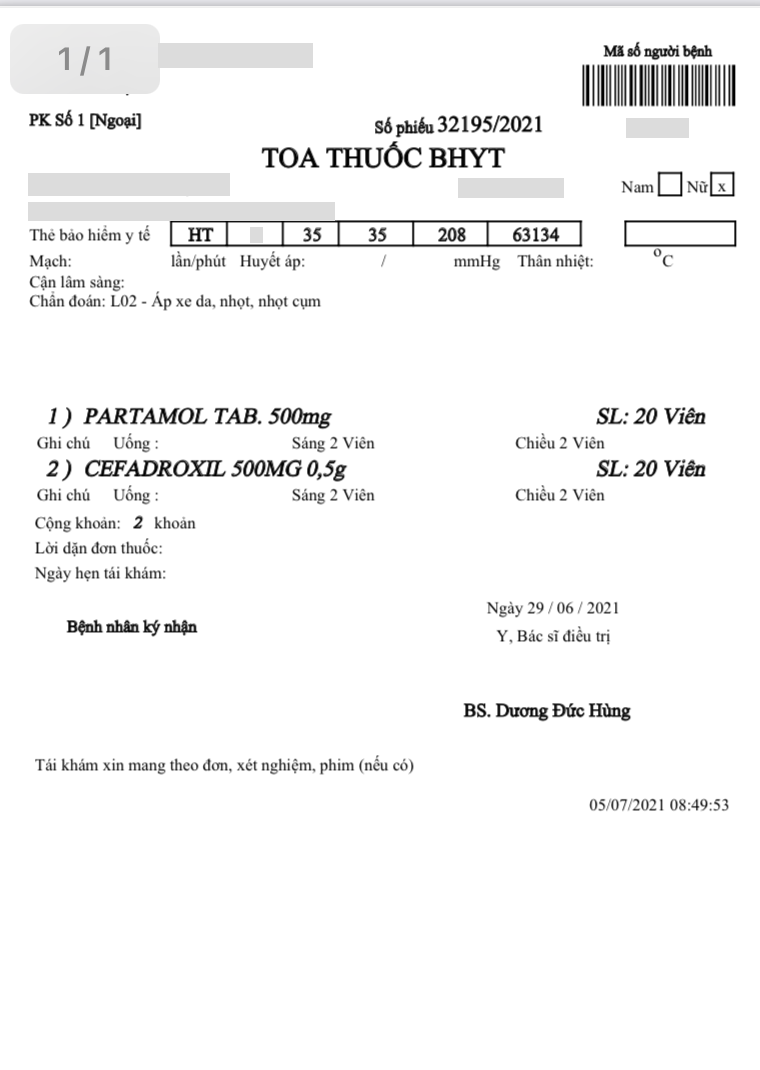 1/1
Mã số người bệnh
PK Số 1 [Ngoại]
Số phiếu 32195/2021
TOA THUỐC BHYT
Nam Nữ x
Thẻ bảo hiểm y tế HT 35 35 208 63134
Mạch: lần/phút Huyết áp: / mmHg Thân nhiệt: °C
Cận lâm sàng:
Chẩn đoán: L02 - Áp xe da, nhọt, nhọt cụm
1 ) PARTAMOL TAB. 500mg SL: 20 Viên
Ghi chú Uống : Sáng 2 Viên Chiều 2 Viên
2 ) CEFADROXIL 500MG 0,5g SL: 20 Viên
Ghi chú Uống : Sáng 2 Viên Chiều 2 Viên
Cộng khoản: 2 khoản
Lời dặn đơn thuốc:
Ngày hẹn tái khám:
Ngày 29 / 06 / 2021
Bệnh nhân ký nhận
Y, Bác sĩ điều trị
BS. Dương Đức Hùng
Tái khám xin mang theo đơn, xét nghiệm, phim (nếu có)
05/07/2021 08:49:53